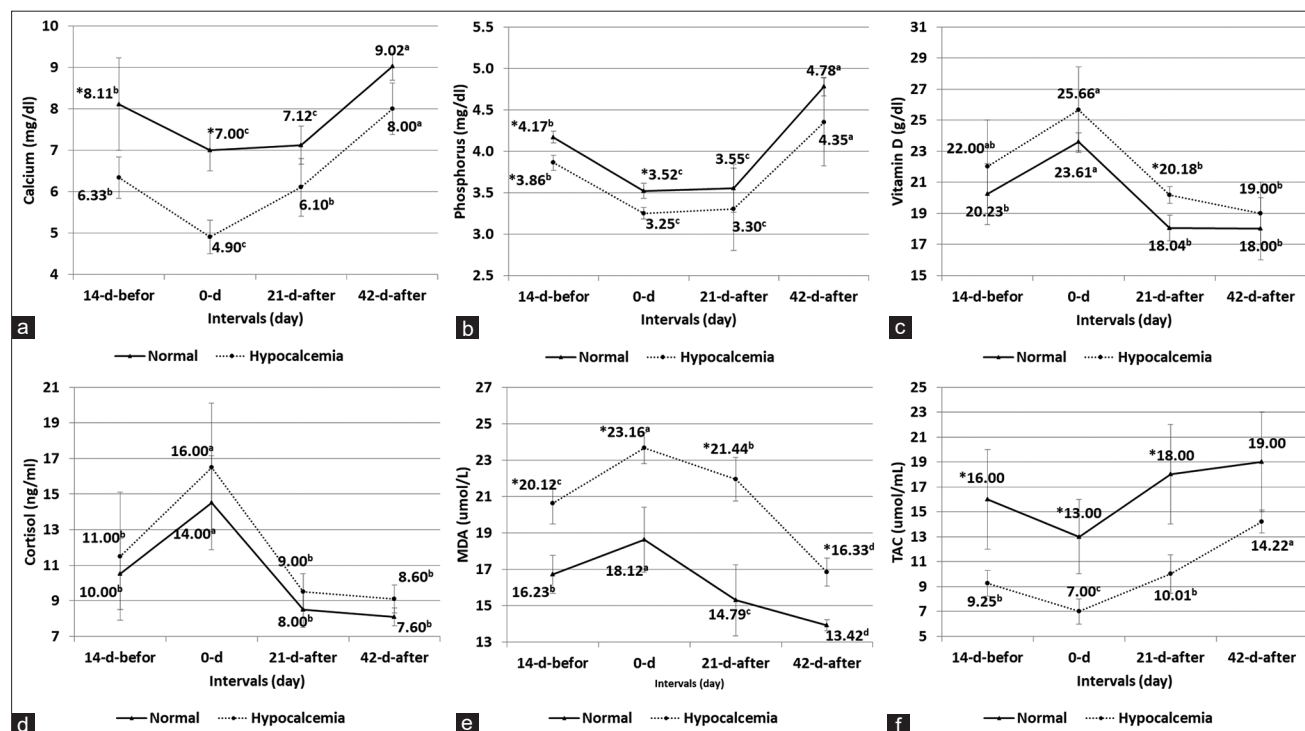 Calcium (mg/dl)
10
9
8
7
6
5
4
*8.11ᵇ
*7.00ᶜ
7.12ᶜ
9.02ᵃ
6.33ᵇ
4.90ᶜ
6.10ᵇ
8.00ᵃ
14-d-befor 0-d 21-d-after 42-d-after
Intervals (day)
a
Normal Hypocalcemia
Phosphorus (mg/dl)
5.5
5.0
4.5
4.0
3.5
3.0
2.5
*4.17ᵇ
*3.52ᶜ
3.55ᶜ
4.78ᵃ
*3.86ᵇ
3.25ᶜ
3.30ᶜ
4.35ᵃ
14-d-befor 0-d 21-d-after 42-d-after
Intervals (day)
b
Normal Hypocalcemia
Vitamin D (g/dl)
31
29
27
25
23
21
19
17
15
22.00ᵃᵇ
25.66ᵃ
*20.18ᵇ
19.00ᵇ
20.23ᵇ
23.61ᵃ
18.04ᵇ
18.00ᵇ
14-d-befor 0-d 21-d-after 42-d-after
Intervals (day)
c
Normal Hypocalcemia
Cortisol (ng/ml)
21
19
17
15
13
11
9
7
11.00ᵇ
16.00ᵃ
9.00ᵇ
8.60ᵇ
10.00ᵇ
14.00ᵃ
8.00ᵇ
7.60ᵇ
14-d-befor 0-d 21-d-after 42-d-after
Intervals (day)
d
Normal Hypocalcemia
MDA (umol/L)
27
25
23
21
19
17
15
13
*20.12ᶜ
*23.16ᵃ
*21.44ᵇ
*16.33ᵈ
16.23ᵇ
18.12ᵃ
14.79ᶜ
13.42ᵈ
14-d-befor 0-d 21-d-after 42-d-after
Intervals (day)
e
Normal Hypocalcemia
TAC (umol/mL)
27
25
23
21
19
17
15
13
11
9
7
5
*16.00
*13.00
*18.00
19.00
9.25ᵇ
7.00ᶜ
10.01ᵇ
14.22ᵃ
14-d-befor 0-d 21-d-after 42-d-after
Intervals (day)
f
Normal Hypocalcemia